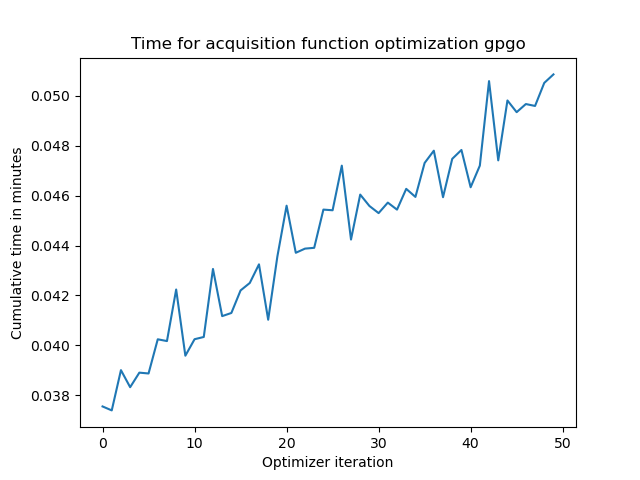 Time for acquisition function optimization gpgo
0.050
0.048
0.046
0.044
0.042
0.040
0.038
Cumulative time in minutes
0 10 20 30 40 50
Optimizer iteration